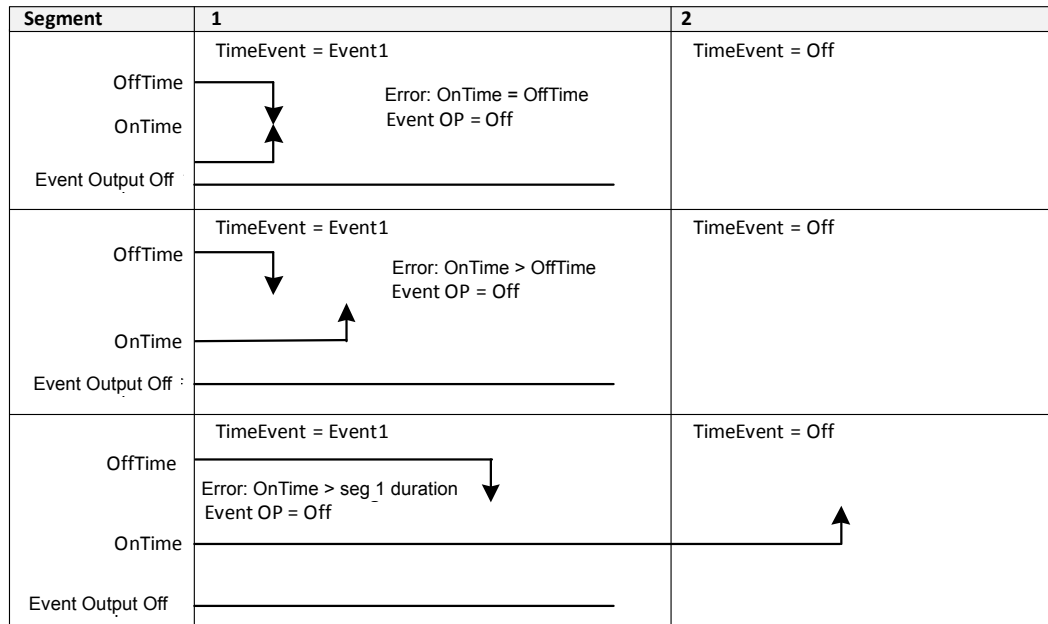 Segment 1 2
TimeEvent = Event1 TimeEvent = Off
OffTime
Error: OnTime = OffTime
OnTime Event OP = Off
Event Output Off
TimeEvent = Event1 TimeEvent = Off
OffTime
Error: OnTime > OffTime
Event OP = Off
OnTime
Event Output Off
TimeEvent = Event1 TimeEvent = Off
OffTime
Error: OnTime > seg 1 duration
Event OP = Off
OnTime
Event Output Off